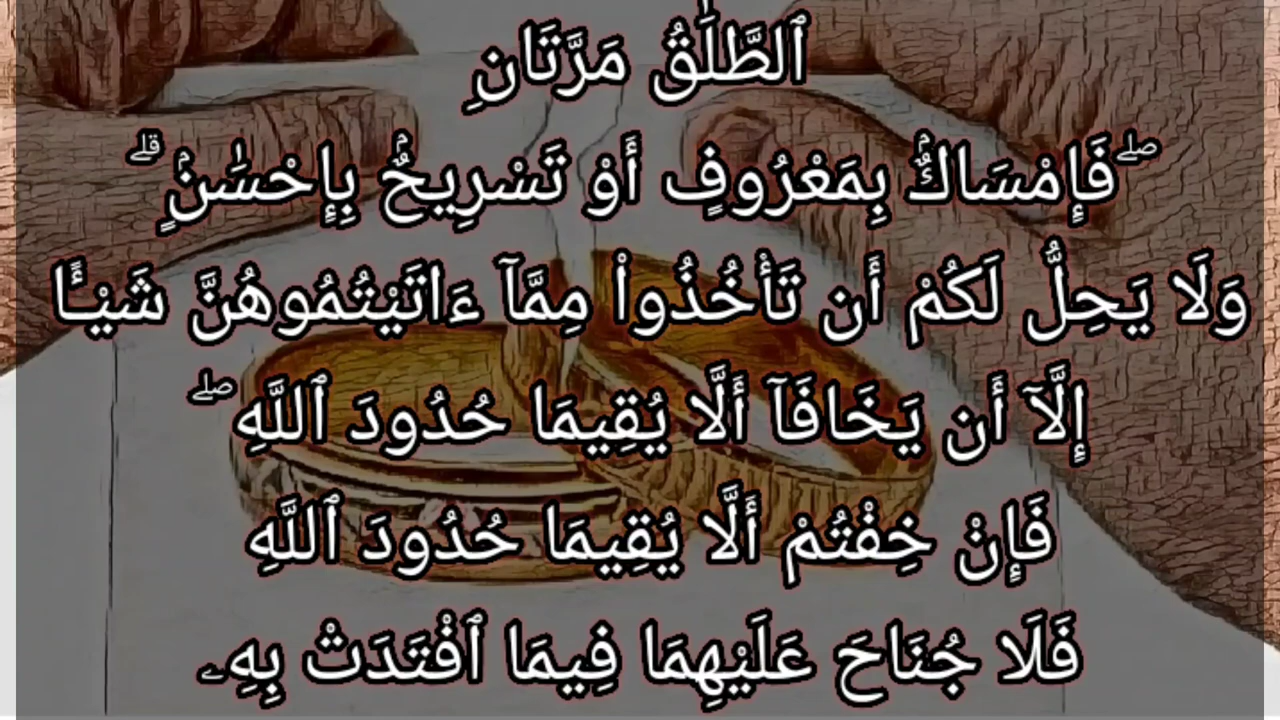 ٱلطَّلَٰقُ مَرَّتَانِ
ۖ فَإِمْسَاكُۢ بِمَعْرُوفٍ أَوْ تَسْرِيحُۢ بِإِحْسَٰنٍۢ ۗ
وَلَا يَحِلُّ لَكُمْ أَن تَأْخُذُوا۟ مِمَّآ ءَاتَيْتُمُوهُنَّ شَيْـًٔا
إِلَّآ أَن يَخَافَآ أَلَّا يُقِيمَا حُدُودَ ٱللَّهِ ۖ
فَإِنْ خِفْتُمْ أَلَّا يُقِيمَا حُدُودَ ٱللَّهِ
فَلَا جُنَاحَ عَلَيْهِمَا فِيمَا ٱفْتَدَتْ بِهِۦ